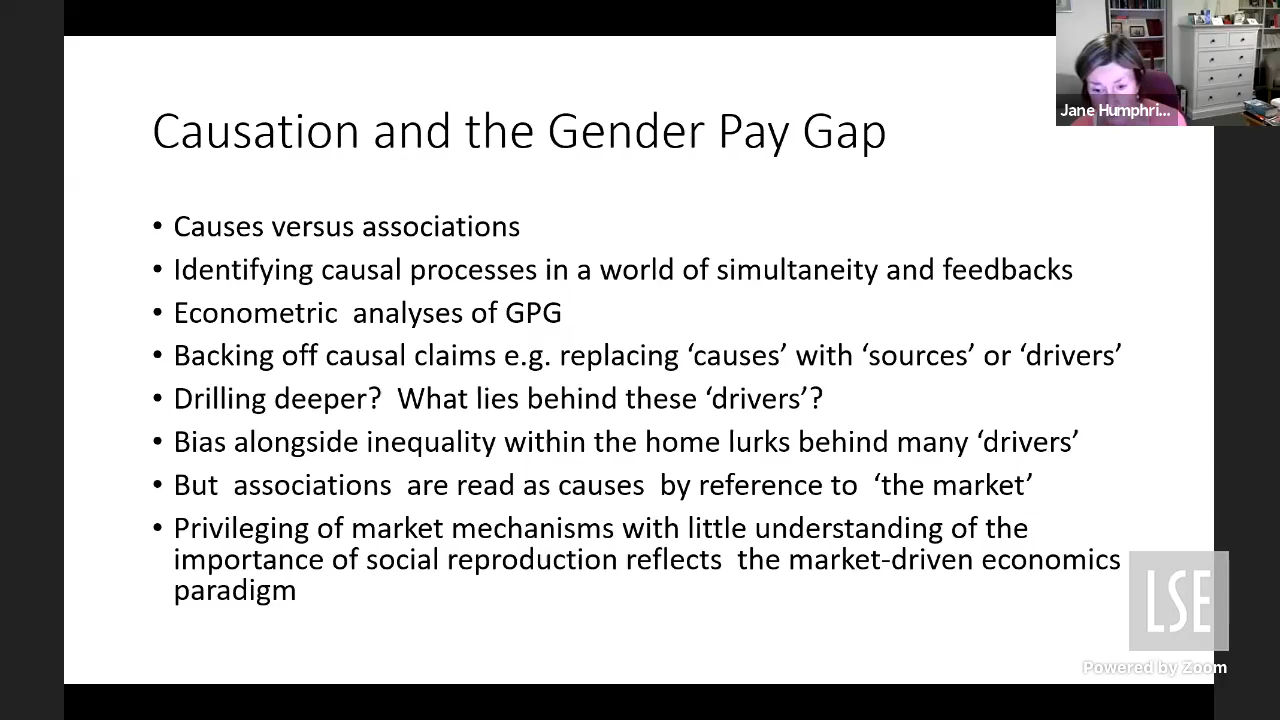 Causation and the Gender Pay Gap
Jane Humphri...
• Causes versus associations
• Identifying causal processes in a world of simultaneity and feedbacks
• Econometric  analyses of GPG
• Backing off causal claims e.g. replacing ‘causes’ with ‘sources’ or ‘drivers’
• Drilling deeper?  What lies behind these ‘drivers’?
• Bias alongside inequality within the home lurks behind many ‘drivers’
• But  associations  are read as causes  by reference to  ‘the market’
• Privileging of market mechanisms with little understanding of the
importance of social reproduction reflects  the market-driven economics
paradigm
LSE
Powered by Zoom